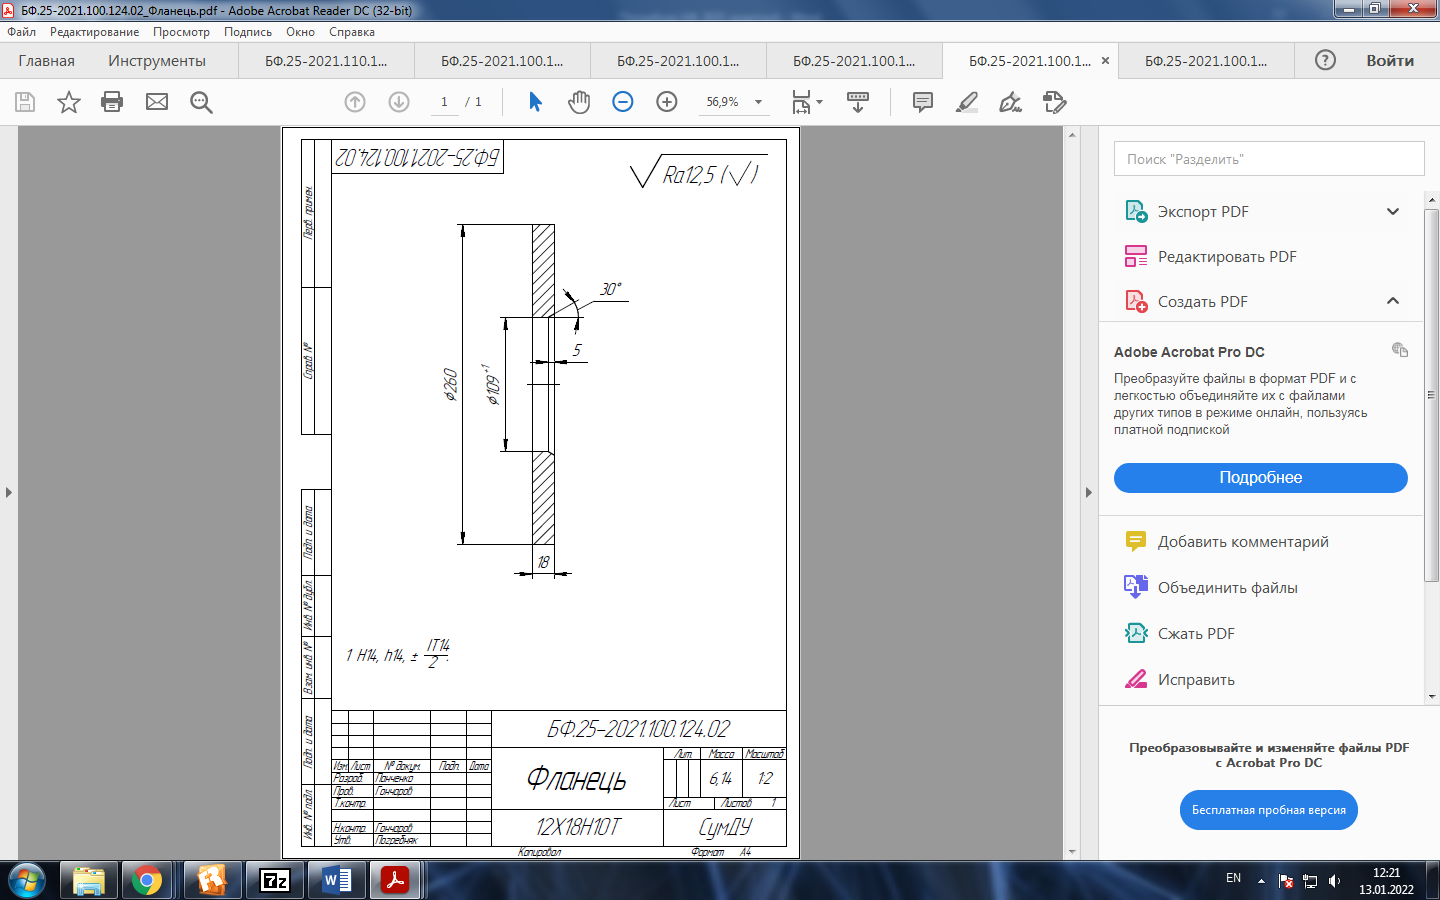 БФ.25-2021.100.124.02_Фланець.pdf - Adobe Acrobat Reader DC (32-bit)
Файл Редактирование Просмотр Подпись Окно Справка
Главная Инструменты БФ.25-2021.110.1... БФ.25-2021.100.1... БФ.25-2021.100.1... БФ.25-2021.100.1... БФ.25-2021.100.1... × БФ.25-2021.100.1... ? Войти
1 / 1 56,9%
БФ.25-2021.100.124.02
Ra12,5 (√)
Перв. примен.
Справ. №
Подп. и дата
Инв. № дубл.
Взам. инв. №
Подп. и дата
Инв. № подл.
30°
5
⌀260
⌀109+1
18
1 H14, h14, ± IT14
2 .
БФ.25-2021.100.124.02
Лит. Масса Масштаб
Изм. Лист № докум. Подп. Дата
Разраб. Панченко
Пров. Гончаров
Т.контр.
Н.контр. Гончаров
Утв. Погребняк
Фланець
6,14 1:2
Лист Листов 1
12Х18Н10Т
СумДУ
Копировал Формат А4
Поиск "Разделить"
Экспорт PDF
Редактировать PDF
Создать PDF
Adobe Acrobat Pro DC
Преобразуйте файлы в формат PDF и с
легкостью объединяйте их с файлами
других типов в режиме онлайн, пользуясь
платной подпиской
Подробнее
Добавить комментарий
Объединить файлы
Сжать PDF
Исправить
Преобразовывайте и изменяйте файлы PDF
с Acrobat Pro DC
Бесплатная пробная версия
7z
W
EN
12:21
13.01.2022